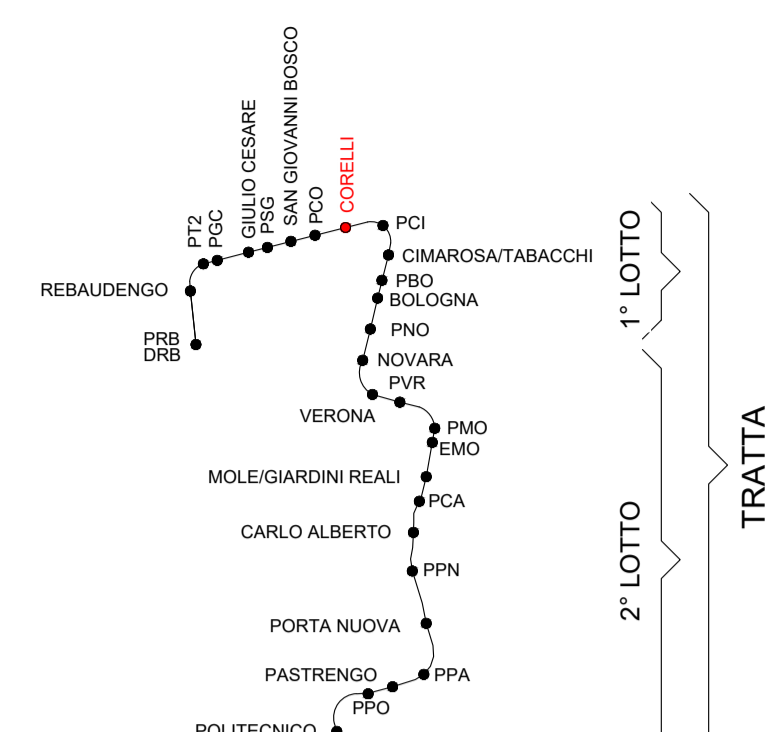 SAN GIOVANNI BOSCO
GIULIO CESARE
CORELLI
PT2
PGC
PSG
PCO
PCI
CIMAROSA/TABACCHI
REBAUDENGO
PBO
BOLOGNA
PRB
DRB
PNO
NOVARA
PVR
VERONA
PMO
EMO
MOLE/GIARDINI REALI
PCA
CARLO ALBERTO
PPN
PORTA NUOVA
PASTRENGO
PPA
PPO
POLITECNICO
1° LOTTO
2° LOTTO
TRATTA